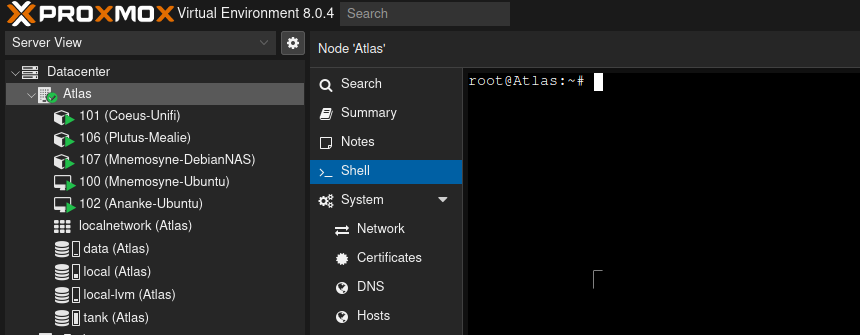 PROXMOX Virtual Environment 8.0.4 Search
Server View
Node 'Atlas'
Datacenter
Atlas
101 (Coeus-Unifi)
106 (Plutus-Mealie)
107 (Mnemosyne-DebianNAS)
100 (Mnemosyne-Ubuntu)
102 (Ananke-Ubuntu)
localnetwork (Atlas)
data (Atlas)
local (Atlas)
local-lvm (Atlas)
tank (Atlas)
Search
Summary
Notes
Shell
System
Network
Certificates
DNS
Hosts
root@Atlas:~#